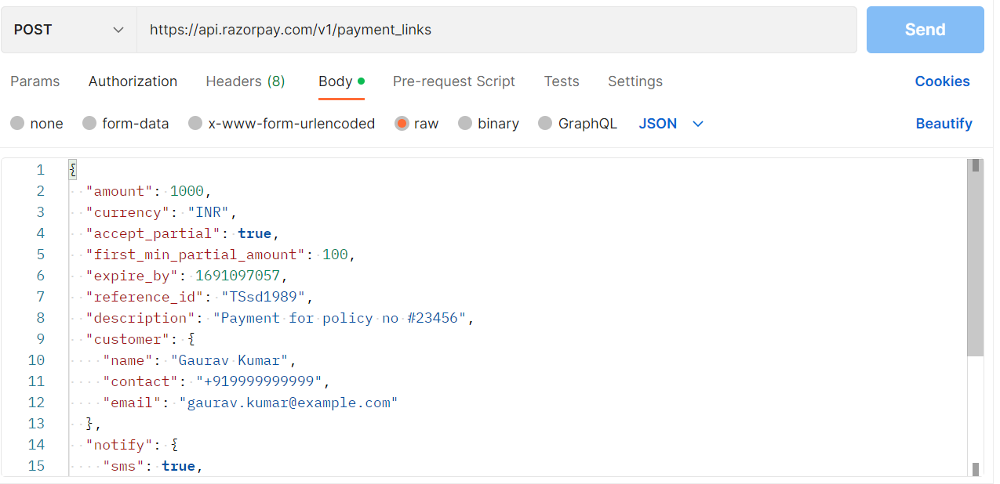 POST https://api.razorpay.com/v1/payment_links Send
Params Authorization Headers (8) Body Pre-request Script Tests Settings Cookies
none form-data x-www-form-urlencoded raw binary GraphQL JSON Beautify
1 {
2 "amount": 1000,
3 "currency": "INR",
4 "accept_partial": true,
5 "first_min_partial_amount": 100,
6 "expire_by": 1691097057,
7 "reference_id": "TSsd1989",
8 "description": "Payment for policy no #23456",
9 "customer": {
10 "name": "Gaurav Kumar",
11 "contact": "+919999999999",
12 "email": "gaurav.kumar@example.com"
13 },
14 "notify": {
15 "sms": true,